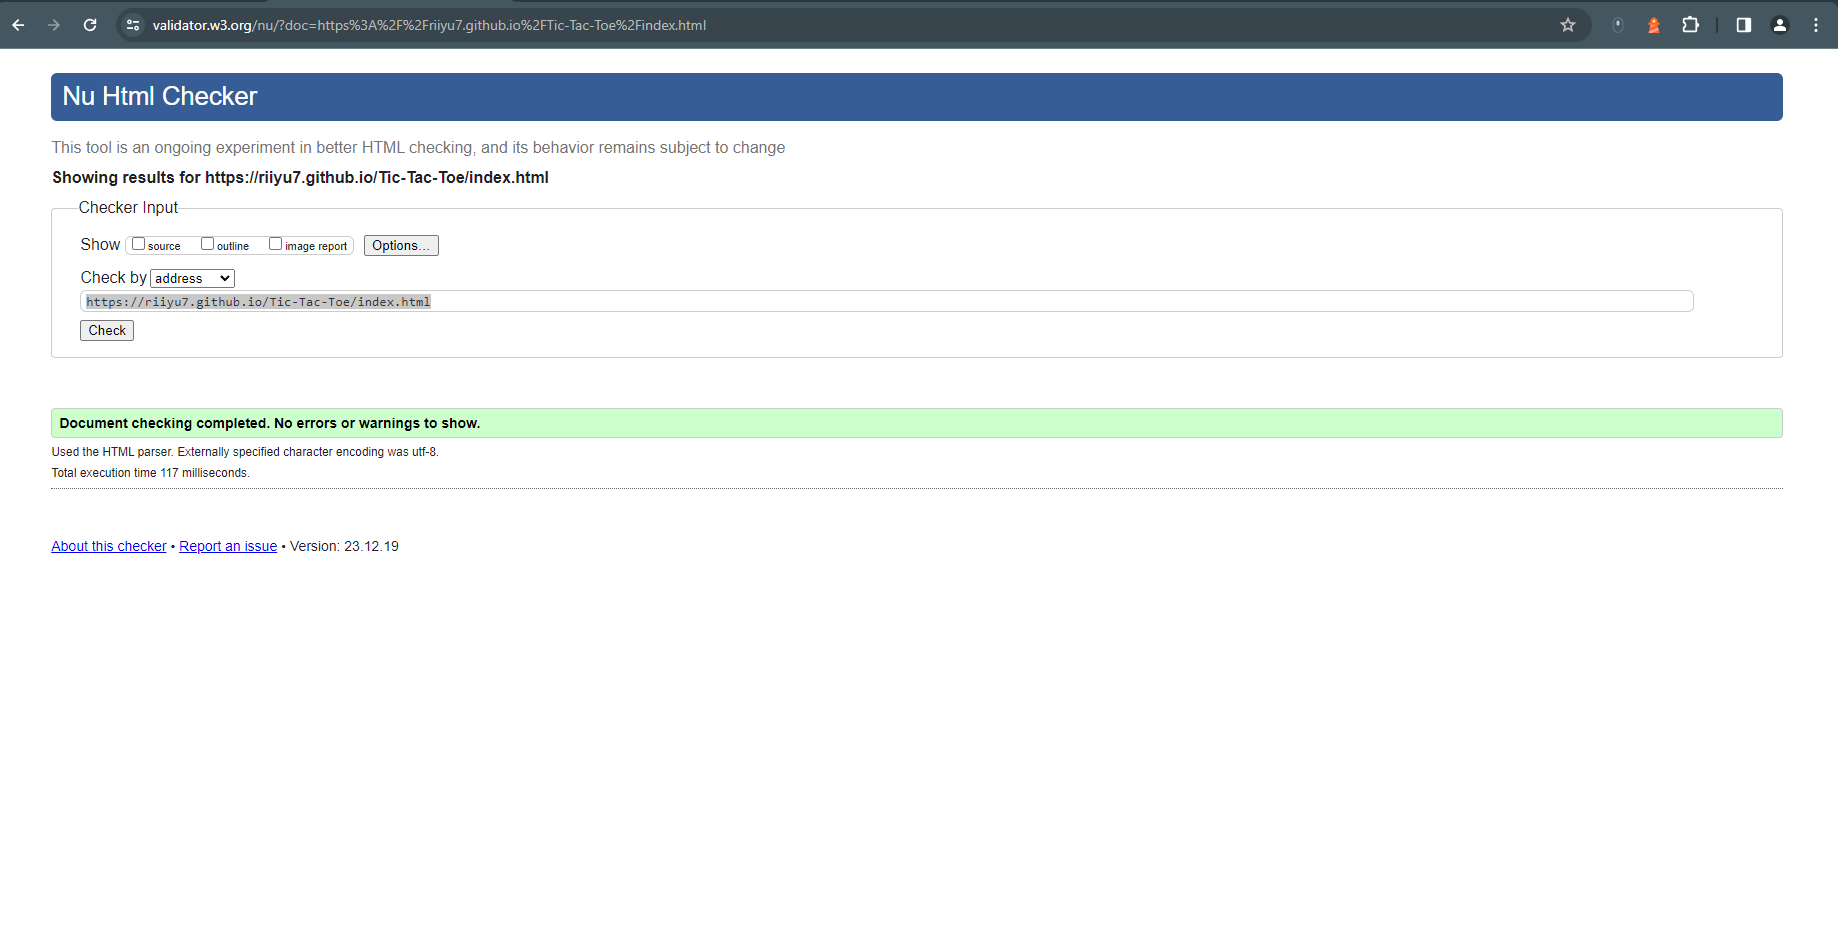 validator.w3.org/nu/?doc=https%3A%2F%2Friiyu7.github.io%2FTic-Tac-Toe%2Findex.html
Nu Html Checker
This tool is an ongoing experiment in better HTML checking, and its behavior remains subject to change
Showing results for https://riiyu7.github.io/Tic-Tac-Toe/index.html
Checker Input
Show source outline image report Options...
Check by address
https://riiyu7.github.io/Tic-Tac-Toe/index.html
Check
Document checking completed. No errors or warnings to show.
Used the HTML parser. Externally specified character encoding was utf-8.
Total execution time 117 milliseconds.
About this checker • Report an issue • Version: 23.12.19